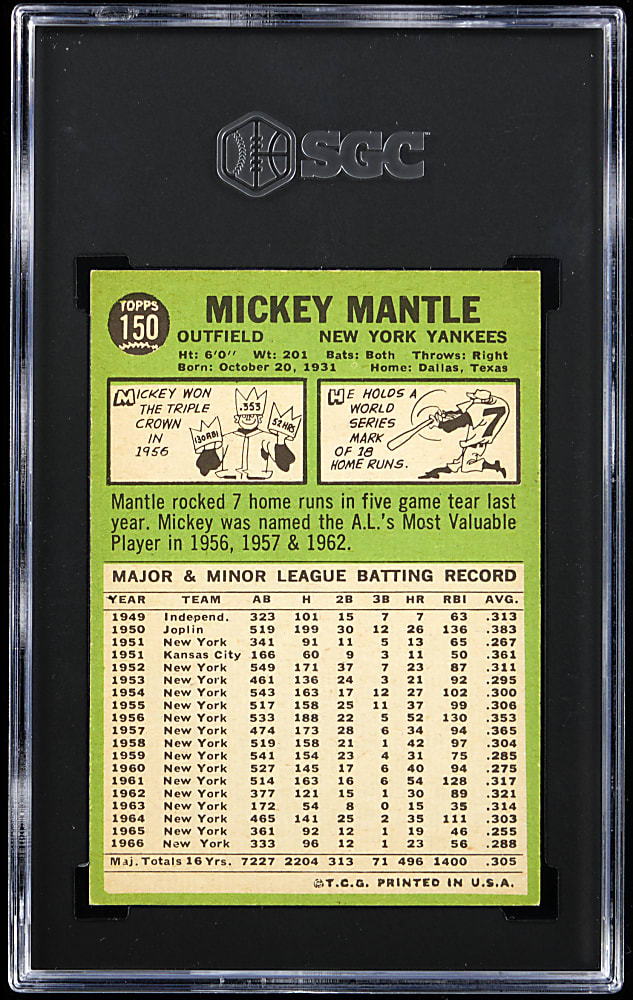 SGC
TOPPS
150
MICKEY MANTLE
OUTFIELD NEW YORK YANKEES
Ht: 6'0" Wt: 201 Bats: Both Throws: Right
Born: October 20, 1931 Home: Dallas, Texas
MICKEY WON
THE TRIPLE
CROWN
IN
1956
130 RBI
.353
52 HRS
HE HOLDS A
WORLD
SERIES
MARK
OF 18
HOME RUNS.
7
Mantle rocked 7 home runs in five game tear last
year. Mickey was named the A.L.'s Most Valuable
Player in 1956, 1957 & 1962.
MAJOR & MINOR LEAGUE BATTING RECORD
YEAR TEAM AB H 2B 3B HR RBI AVG.
1949 Independ. 323 101 15 7 7 63 .313
1950 Joplin 519 199 30 12 26 136 .383
1951 New York 341 91 11 5 13 65 .267
1951 Kansas City 166 60 9 3 11 50 .361
1952 New York 549 171 37 7 23 87 .311
1953 New York 461 136 24 3 21 92 .295
1954 New York 543 163 17 12 27 102 .300
1955 New York 517 158 25 11 37 99 .306
1956 New York 533 188 22 5 52 130 .353
1957 New York 474 173 28 6 34 94 .365
1958 New York 519 158 21 1 42 97 .304
1959 New York 541 154 23 4 31 75 .285
1960 New York 527 145 17 6 40 94 .275
1961 New York 514 163 16 6 54 128 .317
1962 New York 377 121 15 1 30 89 .321
1963 New York 172 54 8 0 15 35 .314
1964 New York 465 141 25 2 35 111 .303
1965 New York 361 92 12 1 19 46 .255
1966 New York 333 96 12 1 23 56 .288
Maj. Totals 16 Yrs. 7227 2204 313 71 496 1400 .305
©T.C.G. PRINTED IN U.S.A.